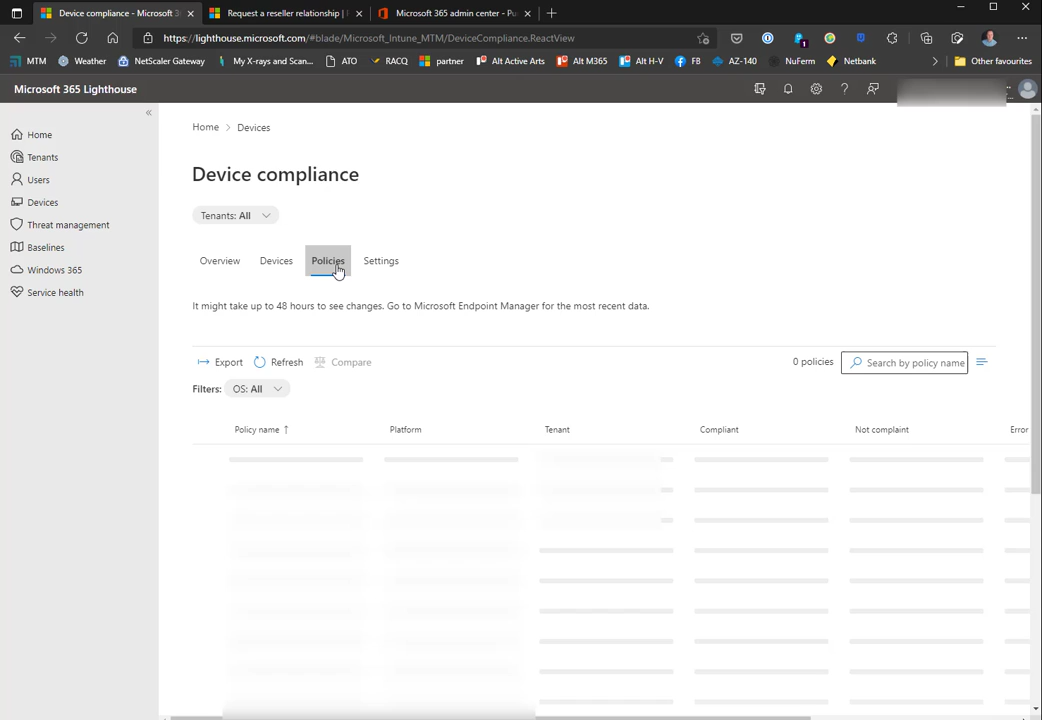 Device compliance - Microsoft 3
Request a reseller relationship |
Microsoft 365 admin center - Pu
https://lighthouse.microsoft.com/#blade/Microsoft_Intune_MTM/DeviceCompliance.ReactView
MTM Weather NetScaler Gateway My X-rays and Scan... ATO RACQ partner Alt Active Arts Alt M365 Alt H-V FB AZ-140 NuFerm Netbank Other favourites
Microsoft 365 Lighthouse
Home
Tenants
Users
Devices
Threat management
Baselines
Windows 365
Service health
Home > Devices
Device compliance
Tenants: All
Overview Devices Policies Settings
It might take up to 48 hours to see changes. Go to Microsoft Endpoint Manager for the most recent data.
Export Refresh Compare 0 policies Search by policy name
Filters: OS: All
Policy name ↑ Platform Tenant Compliant Not complaint Error